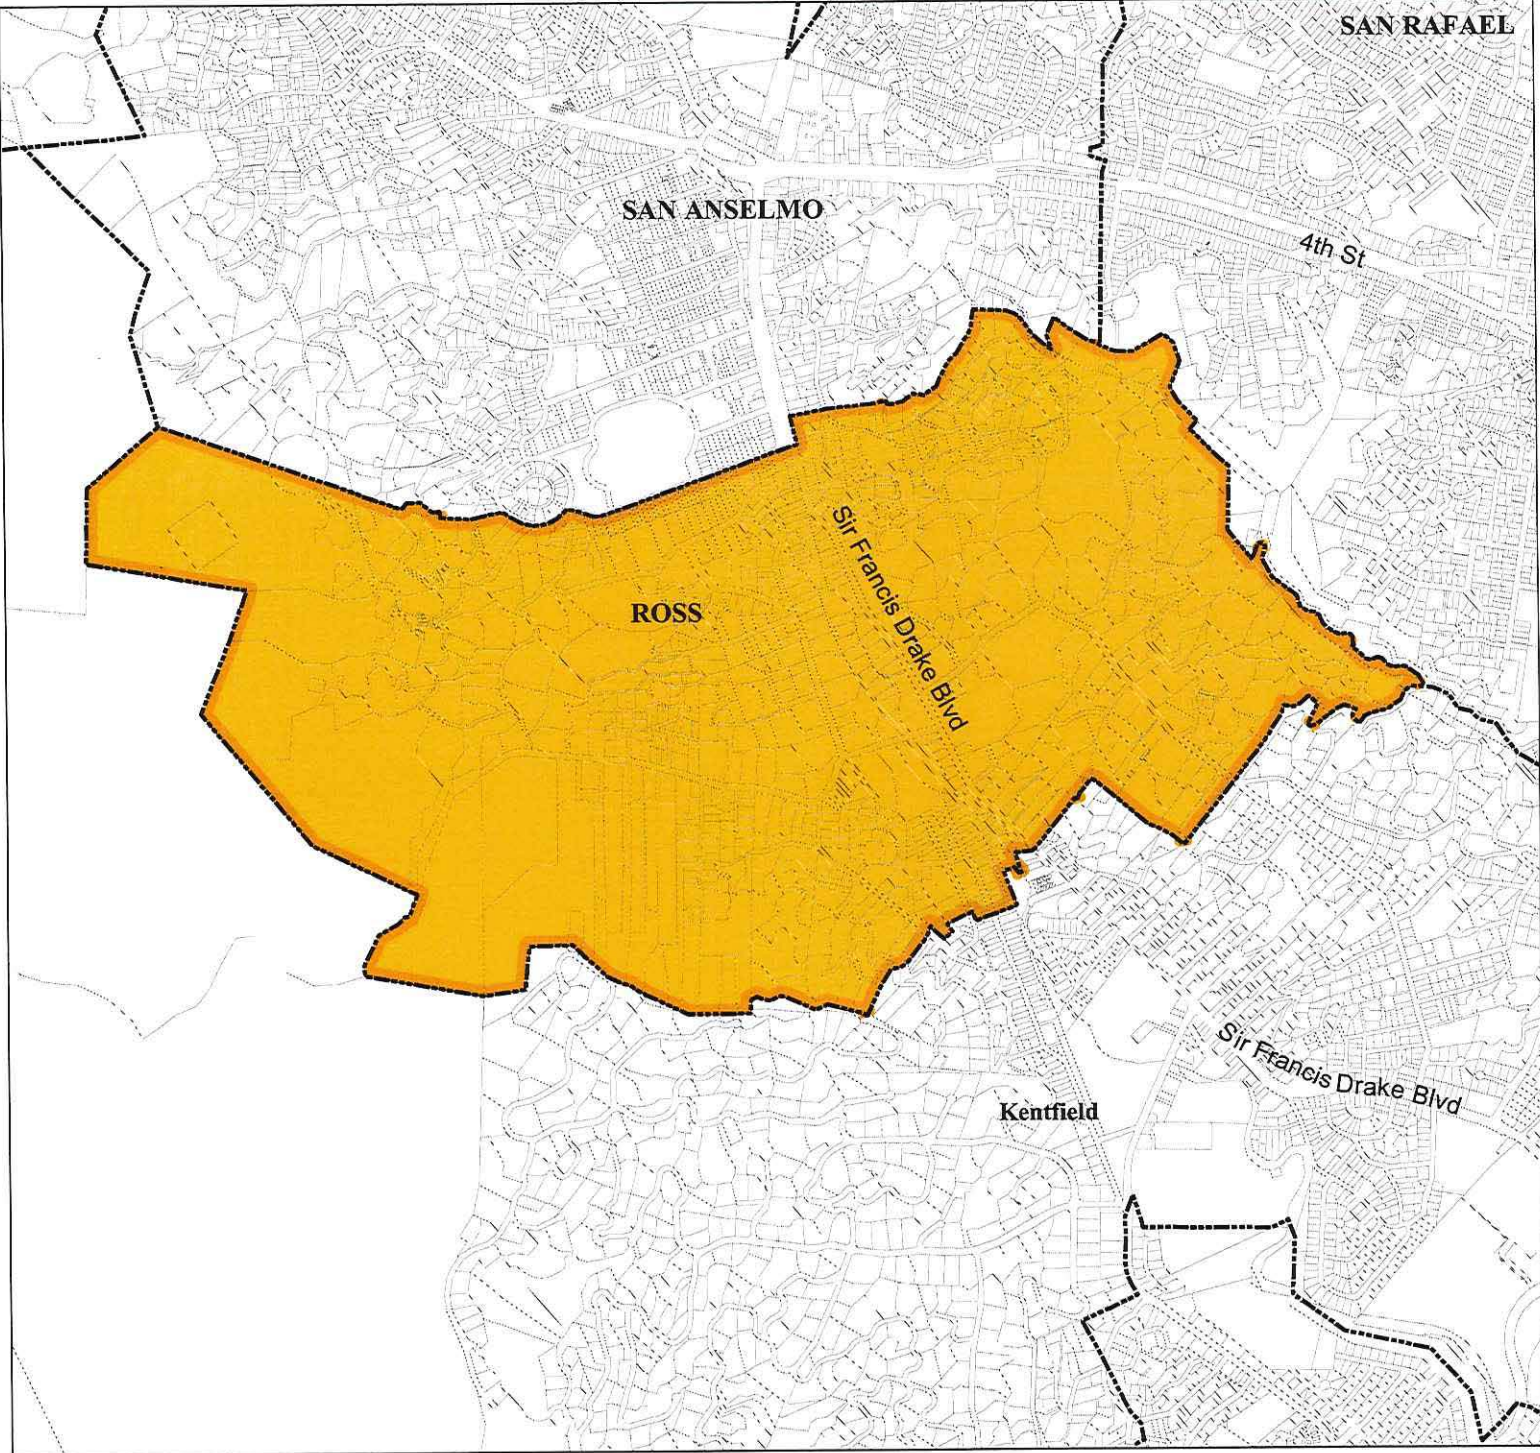 SAN RAFAEL
SAN ANSELMO
4th St
Sir Francis Drake Blvd
ROSS
Sir Francis Drake Blvd
Kentfield